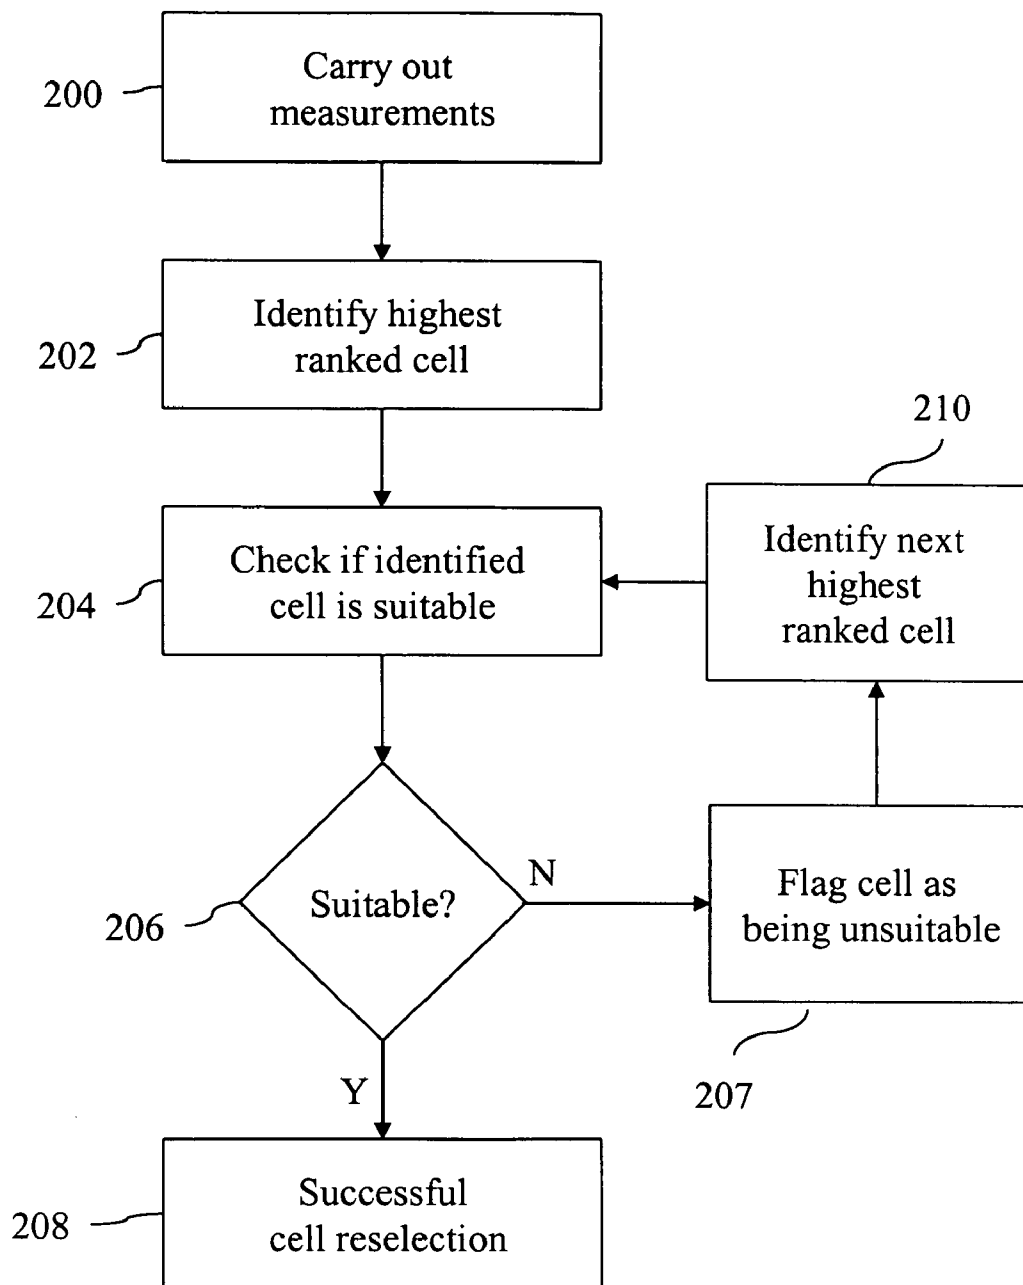 200
Carry out
measurements
202
Identify highest
ranked cell
210
204
Check if identified
cell is suitable
Identify next
highest
ranked cell
206
Suitable?
N
Flag cell as
being unsuitable
207
Y
208
Successful
cell reselection